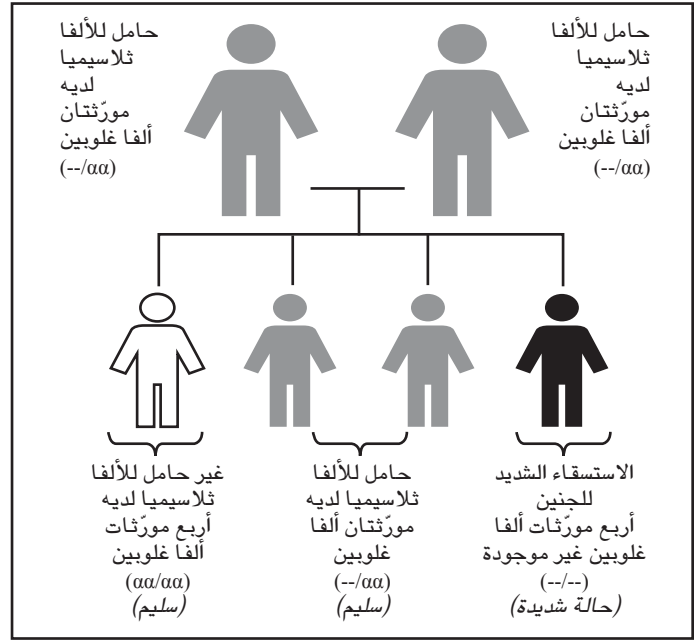 حامل للألفا
ثلاسيميا
لديه
مورّثتان
ألفا غلوبين
(--/αα)
حامل للألفا
ثلاسيميا
لديه
مورّثتان
ألفا غلوبين
(--/αα)
الاستسقاء الشديد
للجنين
أربع مورّثات ألفا
غلوبين غير موجودة
(--/--)
(حالة شديدة)
حامل للألفا
ثلاسيميا لديه
مورّثتان ألفا
غلوبين
(--/αα)
(سليم)
غير حامل للألفا
ثلاسيميا لديه
أربع مورّثات
ألفا غلوبين
(αα/αα)
(سليم)